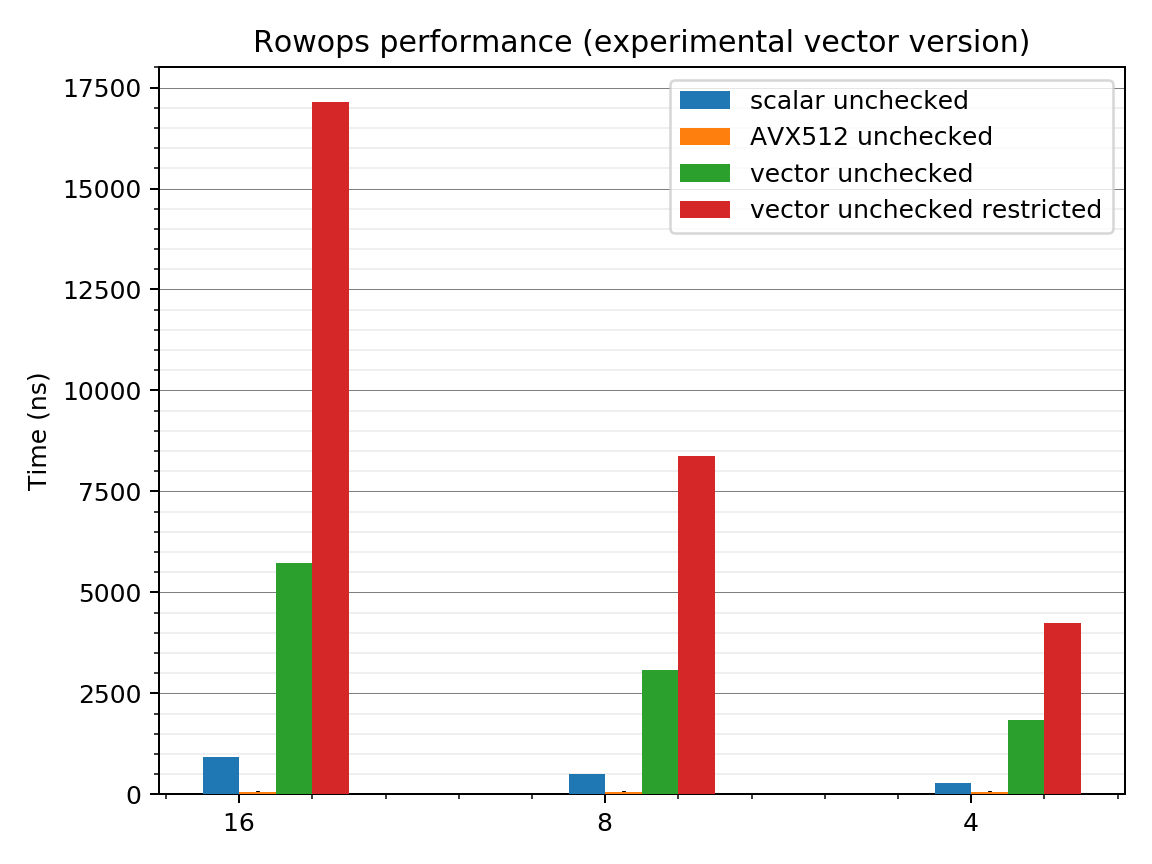 Rowops performance (experimental vector version)
17500
15000
12500
10000
7500
5000
2500
0
Time (ns)
scalar unchecked
AVX512 unchecked
vector unchecked
vector unchecked restricted
16
8
4